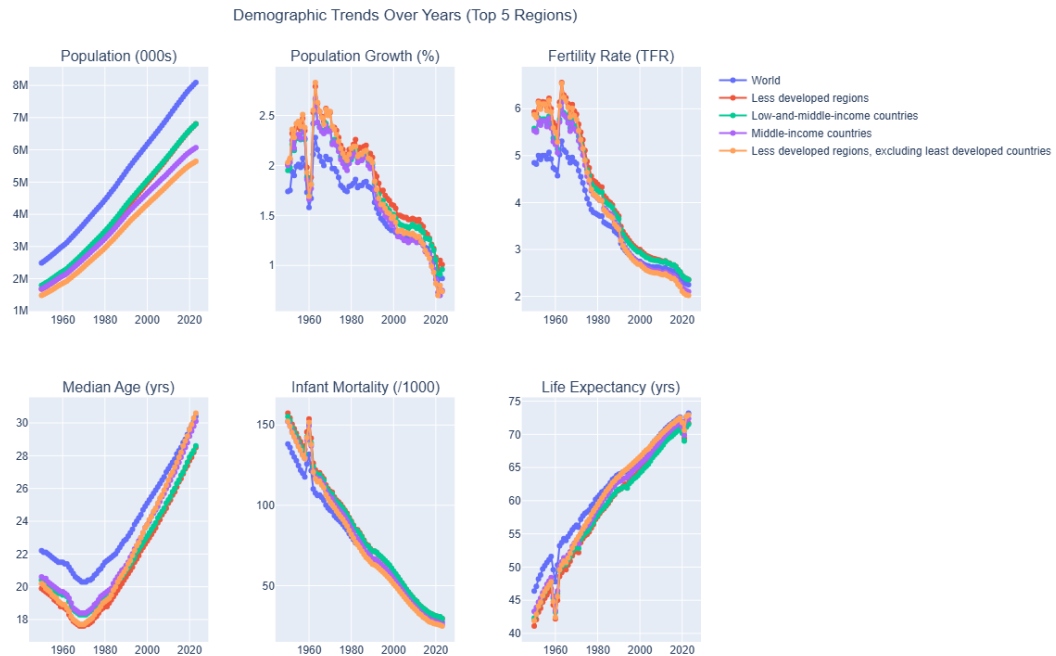 Demographic Trends Over Years (Top 5 Regions)
Population (000s)
8M
7M
6M
5M
4M
3M
2M
1M
1960 1980 2000 2020
Population Growth (%)
2.5
2
1.5
1
1960 1980 2000 2020
Fertility Rate (TFR)
6
5
4
3
2
1960 1980 2000 2020
World
Less developed regions
Low-and-middle-income countries
Middle-income countries
Less developed regions, excluding least developed countries
Median Age (yrs)
30
28
26
24
22
20
18
1960 1980 2000 2020
Infant Mortality (/1000)
150
100
50
1960 1980 2000 2020
Life Expectancy (yrs)
75
70
65
60
55
50
45
40
1960 1980 2000 2020